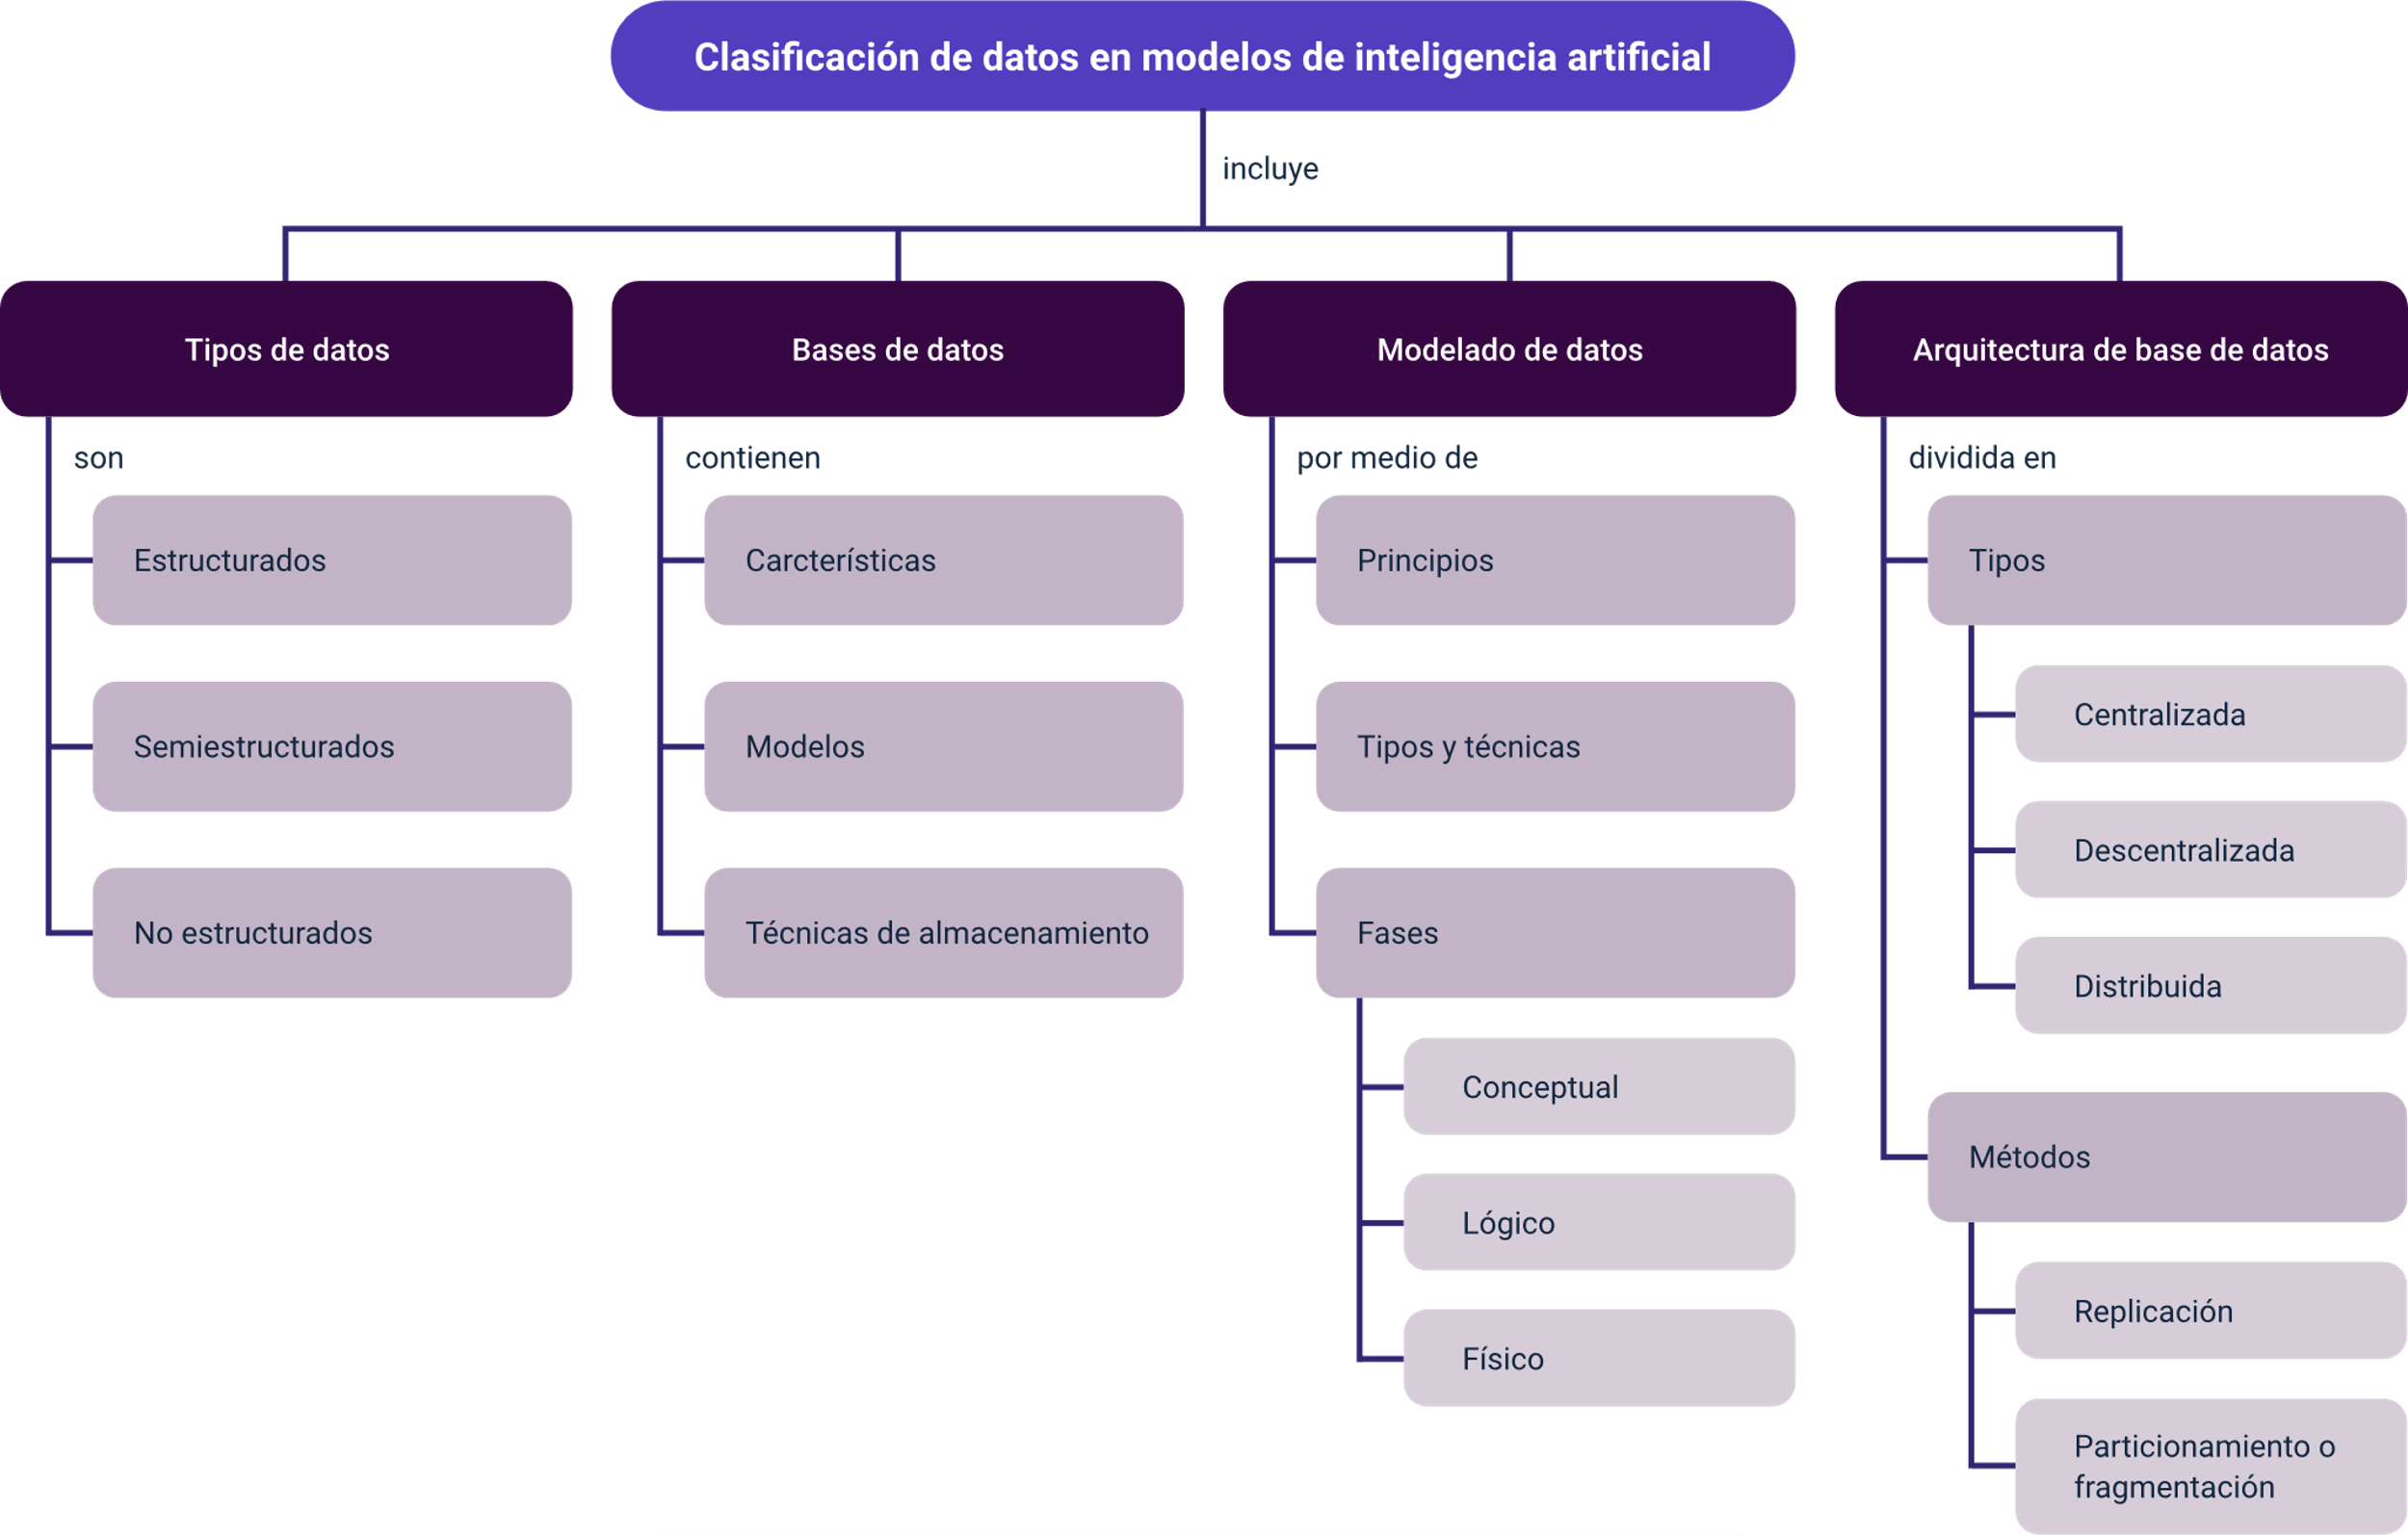 Clasificación de datos en modelos de inteligencia artificial
incluye
Tipos de datos
son
Estructurados
Semiestructurados
No estructurados
Bases de datos
contienen
Carcterísticas
Modelos
Técnicas de almacenamiento
Modelado de datos
por medio de
Principios
Tipos y técnicas
Fases
Conceptual
Lógico
Físico
Arquitectura de base de datos
dividida en
Tipos
Centralizada
Descentralizada
Distribuida
Métodos
Replicación
Particionamiento o
fragmentación